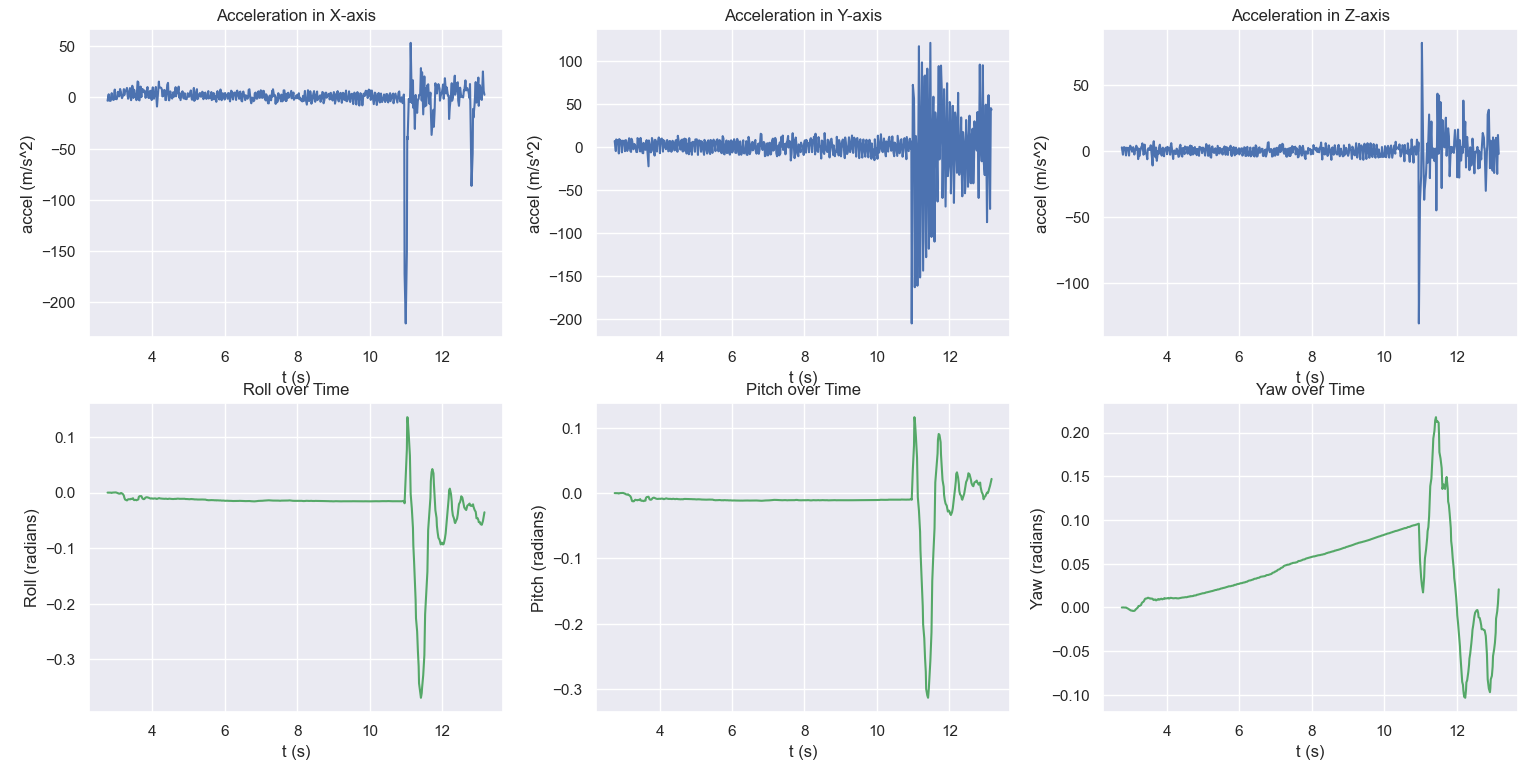 Acceleration in X-axis
accel (m/s^2)
50
0
−50
−100
−150
−200
4 6 8 10 12
t (s)
Acceleration in Y-axis
accel (m/s^2)
100
50
0
−50
−100
−150
−200
4 6 8 10 12
t (s)
Acceleration in Z-axis
accel (m/s^2)
50
0
−50
−100
4 6 8 10 12
t (s)
Roll over Time
Roll (radians)
0.1
0.0
−0.1
−0.2
−0.3
4 6 8 10 12
t (s)
Pitch over Time
Pitch (radians)
0.1
0.0
−0.1
−0.2
−0.3
4 6 8 10 12
t (s)
Yaw over Time
Yaw (radians)
0.20
0.15
0.10
0.05
0.00
−0.05
−0.10
4 6 8 10 12
t (s)